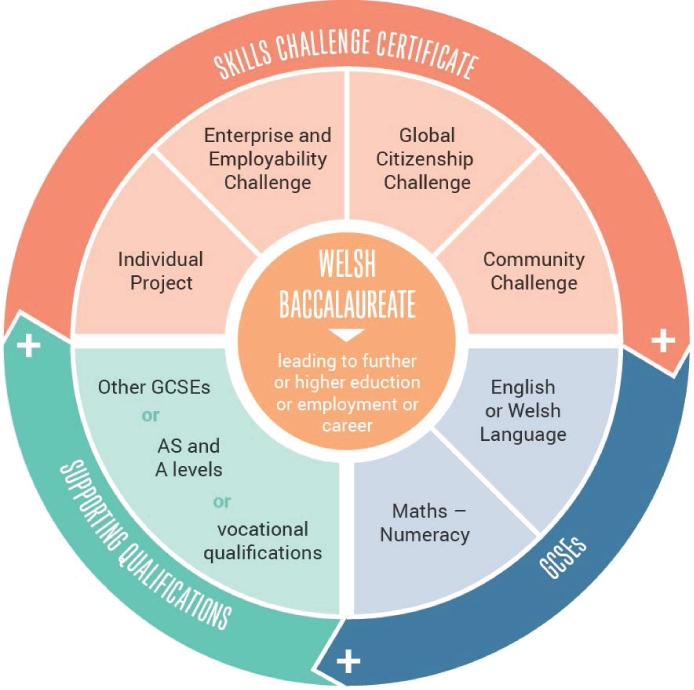 SKILLS CHALLENGE CERTIFICATE
Enterprise and
Employability
Challenge
Global
Citizenship
Challenge
Individual
Project
Community
Challenge
WELSH
BACCALAUREATE
leading to further
or higher eduction
or employment or
career
+
+
Other GCSEs
or
AS and
A levels
or
vocational
qualifications
English
or Welsh
Language
Maths –
Numeracy
SUPPORTING QUALIFICATIONS
GCSEs
+